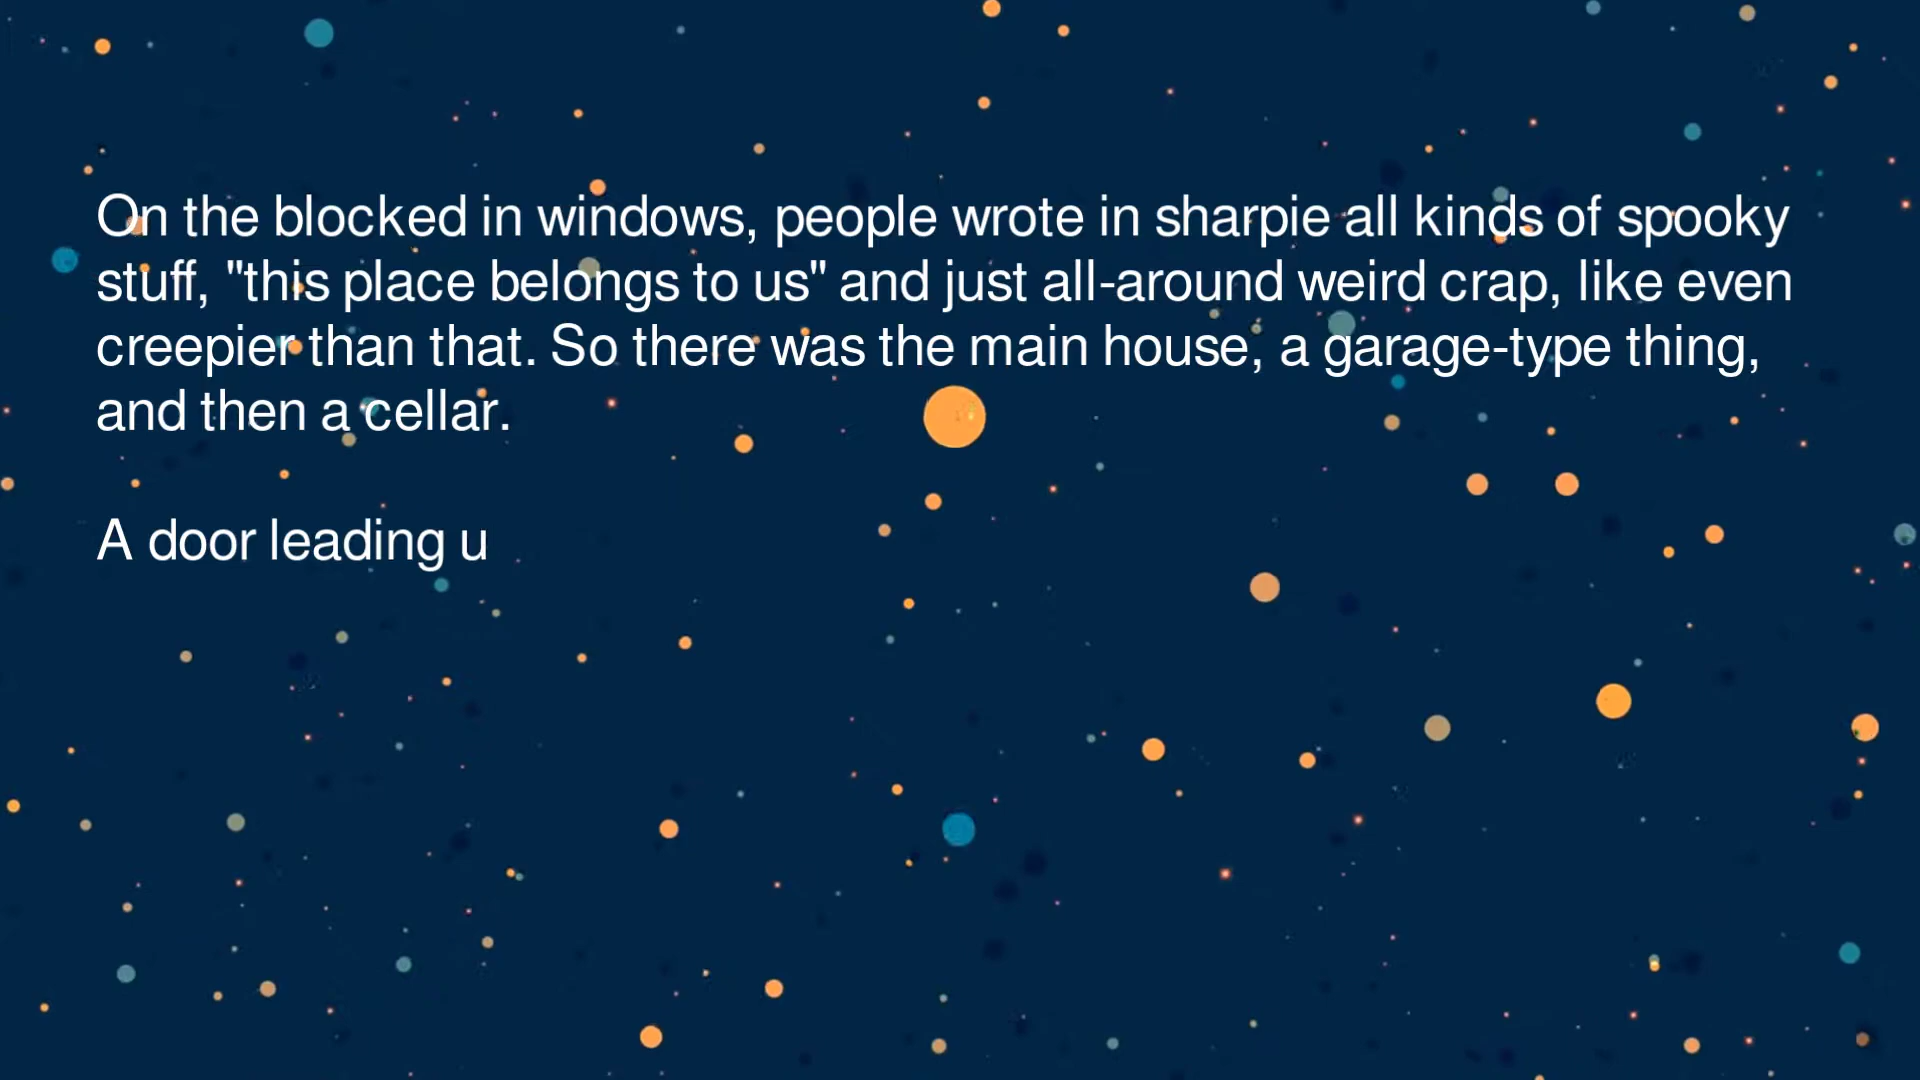 On the blocked in windows, people wrote in sharpie all kinds of spooky
stuff, "this place belongs to us" and just all-around weird crap, like even
creepier than that. So there was the main house, a garage-type thing,
and then a cellar.
A door leading u